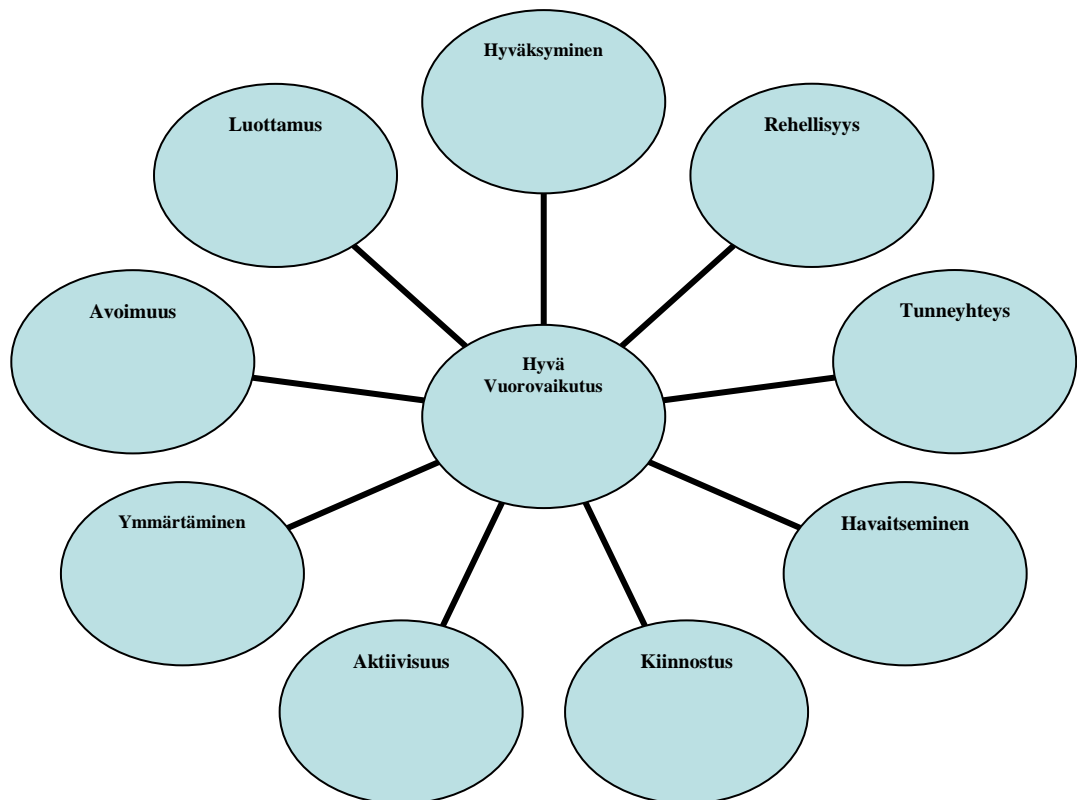 Hyväksyminen
Luottamus
Rehellisyys
Avoimuus
Tunneyhteys
Hyvä
Vuorovaikutus
Ymmärtäminen
Havaitseminen
Aktiivisuus
Kiinnostus